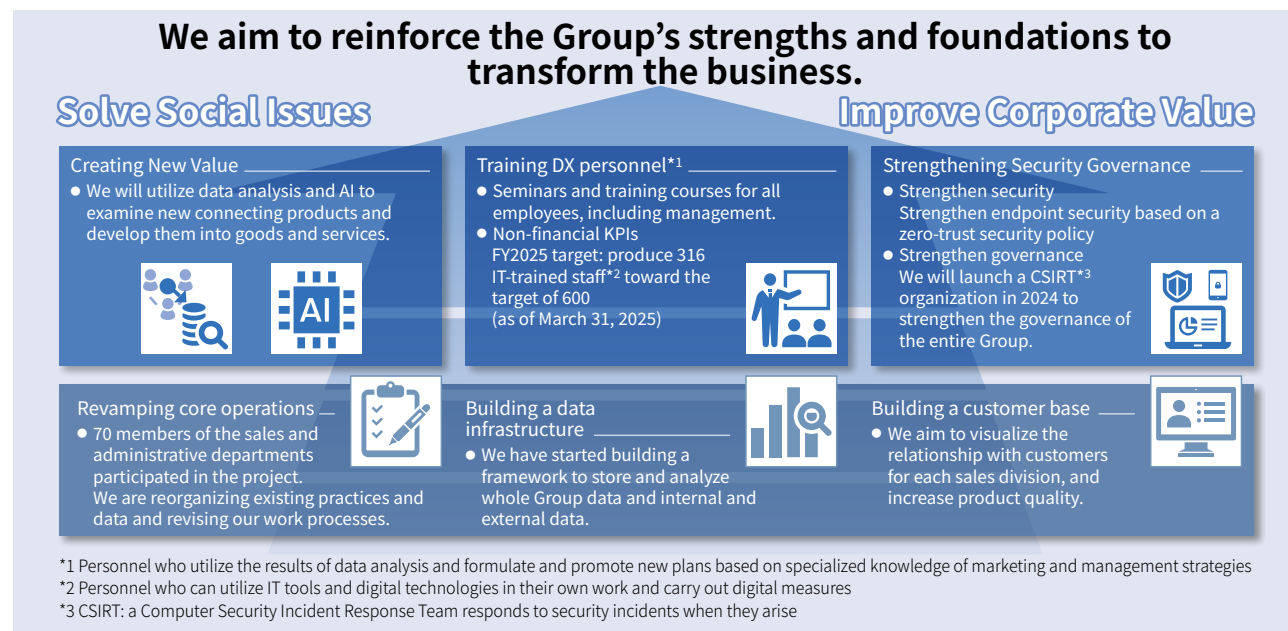 We aim to reinforce the Group’s strengths and foundations to
transform the business.
Solve Social Issues
Improve Corporate Value
Creating New Value
● We will utilize data analysis and AI to
examine new connecting products and
develop them into goods and services.
AI
Training DX personnel*1
● Seminars and training courses for all
employees, including management.
● Non-financial KPIs
FY2025 target: produce 316
IT-trained staff*2 toward the
target of 600
(as of March 31, 2025)
Strengthening Security Governance
● Strengthen security
Strengthen endpoint security based on a
zero-trust security policy
● Strengthen governance
We will launch a CSIRT*3
organization in 2024 to
strengthen the governance of
the entire Group.
Revamping core operations
● 70 members of the sales and
administrative departments
participated in the project.
We are reorganizing existing practices and
data and revising our work processes.
Building a data
infrastructure
● We have started building a
framework to store and analyze
whole Group data and internal and
external data.
Building a customer base
● We aim to visualize the
relationship with customers
for each sales division, and
increase product quality.
*1 Personnel who utilize the results of data analysis and formulate and promote new plans based on specialized knowledge of marketing and management strategies
*2 Personnel who can utilize IT tools and digital technologies in their own work and carry out digital measures
*3 CSIRT: a Computer Security Incident Response Team responds to security incidents when they arise